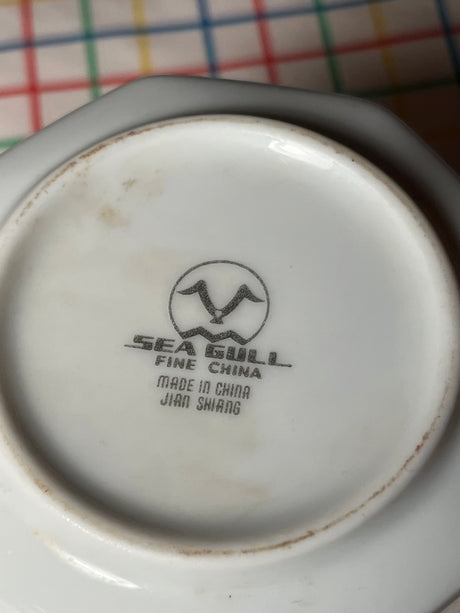 SEA GULL
FINE CHINA
MADE IN CHINA
JIAN SHIANG